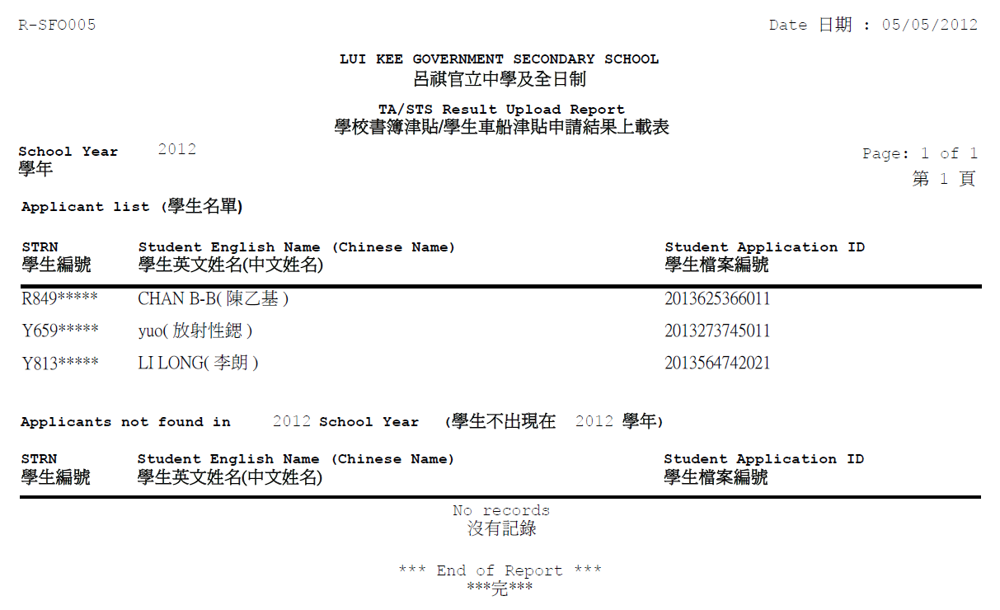 R-SFO005 Date 日期 : 05/05/2012
LUI KEE GOVERNMENT SECONDARY SCHOOL
呂祺官立中學及全日制
TA/STS Result Upload Report
學校書簿津貼/學生車船津貼申請結果上載表
School Year 2012
學年
Page: 1 of 1
第 1 頁
Applicant list (學生名單)
STRN Student English Name (Chinese Name) Student Application ID
學生編號 學生英文姓名(中文姓名) 學生檔案編號
R849***** CHAN B-B( 陳乙基 ) 2013625366011
Y659***** yuo( 放射性鍶 ) 2013273745011
Y813***** LI LONG( 李朗 ) 2013564742021
Applicants not found in 2012 School Year (學生不出現在 2012 學年)
STRN Student English Name (Chinese Name) Student Application ID
學生編號 學生英文姓名(中文姓名) 學生檔案編號
No records
沒有記錄
*** End of Report ***
***完***